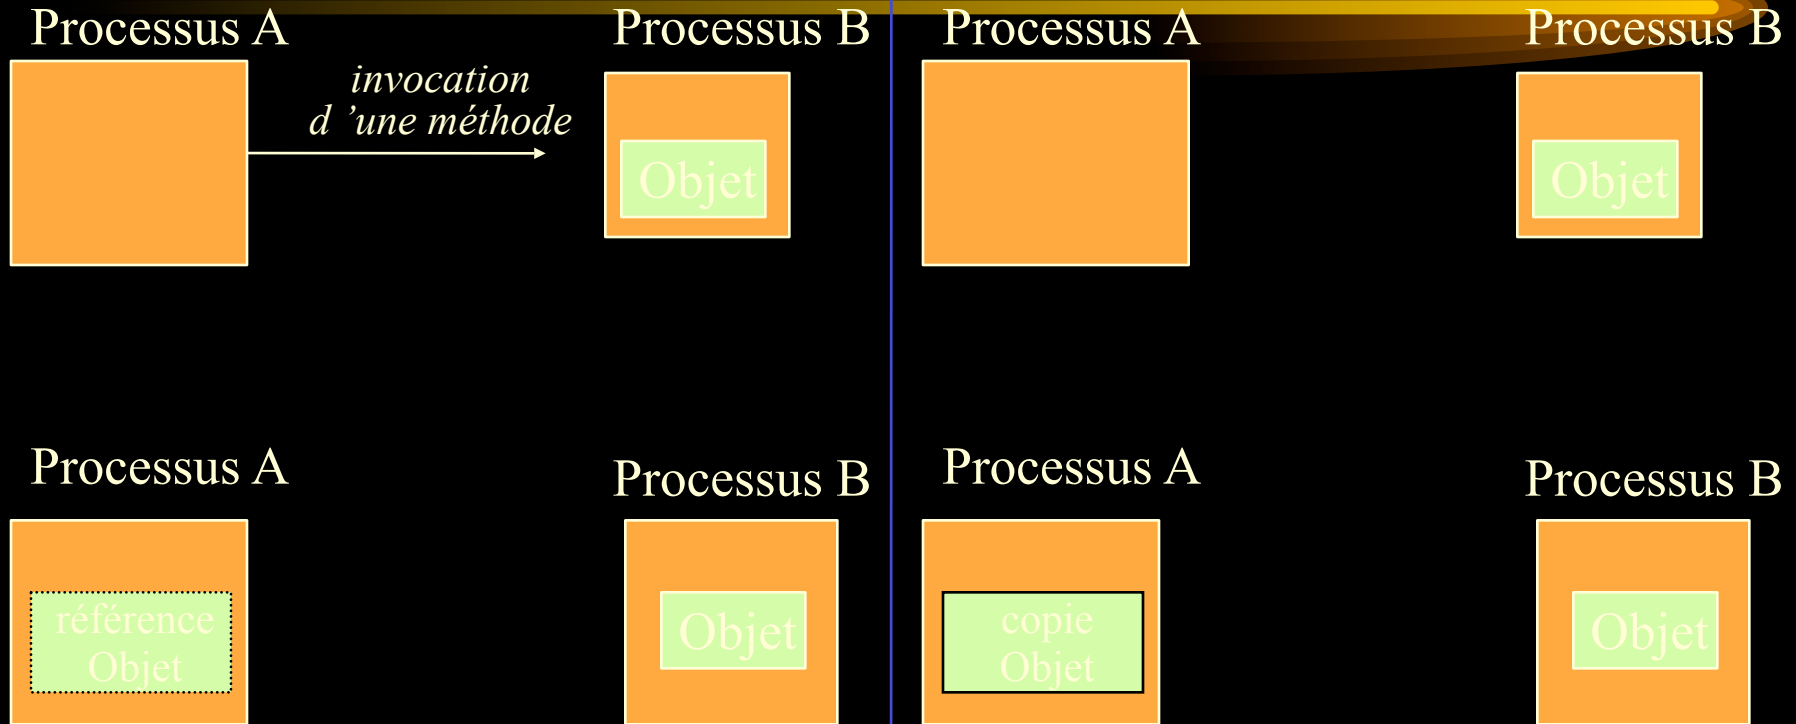 Processus A
Processus B
invocation
d ’une méthode
Objet
Processus A
référence
Objet
Processus B
Objet
Processus A
Processus B
Objet
Processus A
copie
Objet
Processus B
Objet